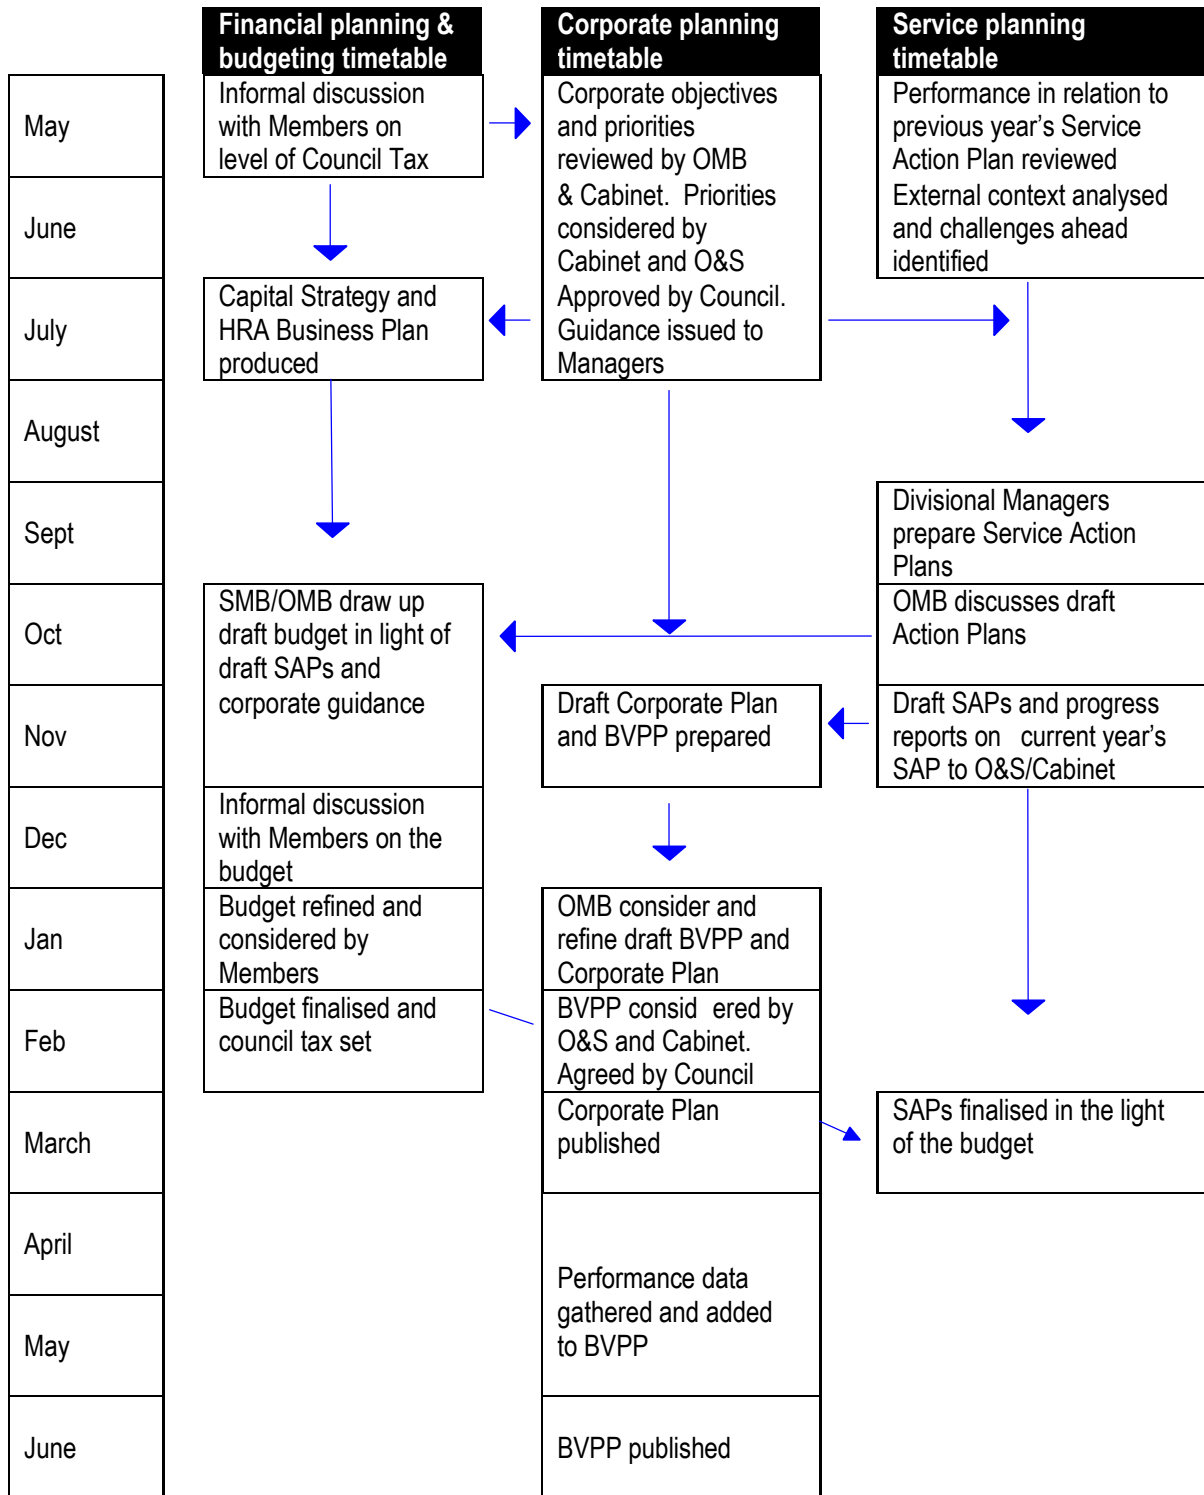 Financial planning &
budgeting timetable
Corporate planning
timetable
Service planning
timetable
May
Informal discussion
with Members on
level of Council Tax
Corporate objectives
and priorities
reviewed by OMB
& Cabinet. Priorities
considered by
Cabinet and O&S
Approved by Council.
Guidance issued to
Managers
Performance in relation to
previous year's Service
Action Plan reviewed
External context analysed
and challenges ahead
identified
June
July
Capital Strategy and
HRA Business Plan
produced
August
Sept
Divisional Managers
prepare Service Action
Plans
Oct
SMB/OMB draw up
draft budget in light of
draft SAPs and
corporate guidance
OMB discusses draft
Action Plans
Nov
Draft Corporate Plan
and BVPP prepared
Draft SAPs and progress
reports on current year's
SAP to O&S/Cabinet
Dec
Informal discussion
with Members on the
budget
Jan
Budget refined and
considered by
Members
OMB consider and
refine draft BVPP and
Corporate Plan
Feb
Budget finalised and
council tax set
BVPP consid ered by
O&S and Cabinet.
Agreed by Council
March
Corporate Plan
published
SAPs finalised in the light
of the budget
April
Performance data
gathered and added
to BVPP
May
June
BVPP published